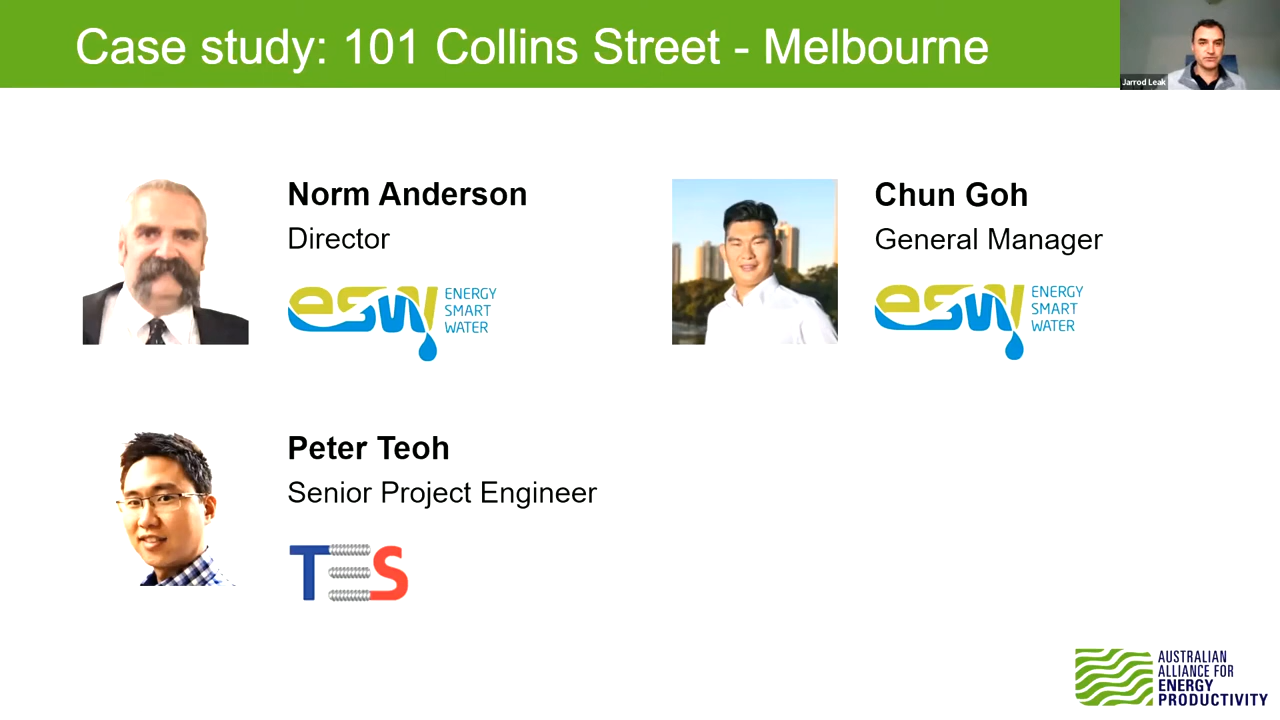 Case study: 101 Collins Street - Melbourne
Jarrod Leak
Norm Anderson
Director
esw
ENERGY
SMART
WATER
Chun Goh
General Manager
esw
ENERGY
SMART
WATER
Peter Teoh
Senior Project Engineer
TES
AUSTRALIAN
ALLIANCE FOR
ENERGY
PRODUCTIVITY